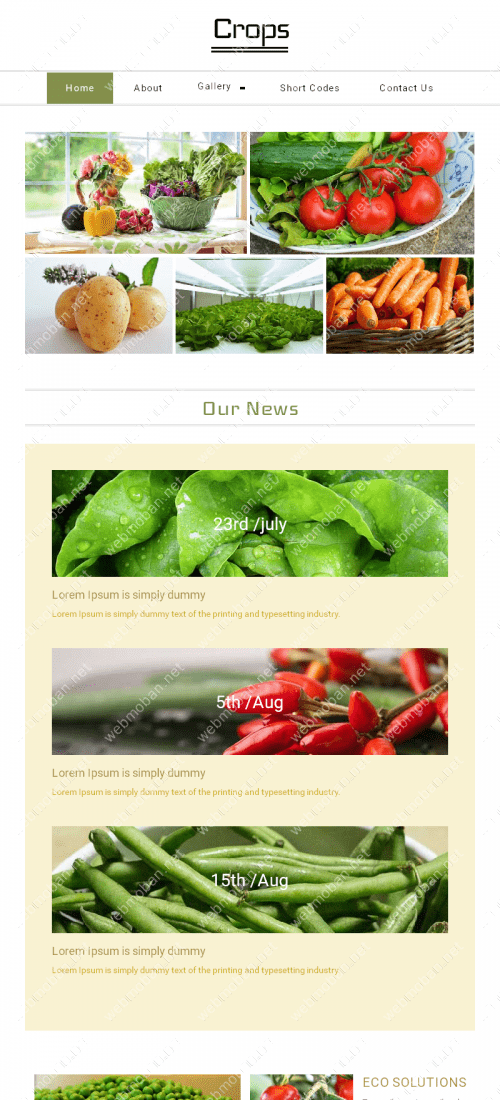 Crops
Home About Gallery Short Codes Contact Us
Our News
23rd /july
Lorem Ipsum is simply dummy
Lorem Ipsum is simply dummy text of the printing and typesetting industry.
5th /Aug
Lorem Ipsum is simply dummy
Lorem Ipsum is simply dummy text of the printing and typesetting industry.
15th /Aug
Lorem Ipsum is simply dummy
Lorem Ipsum is simply dummy text of the printing and typesetting industry.
ECO SOLUTIONS
webmoban.net